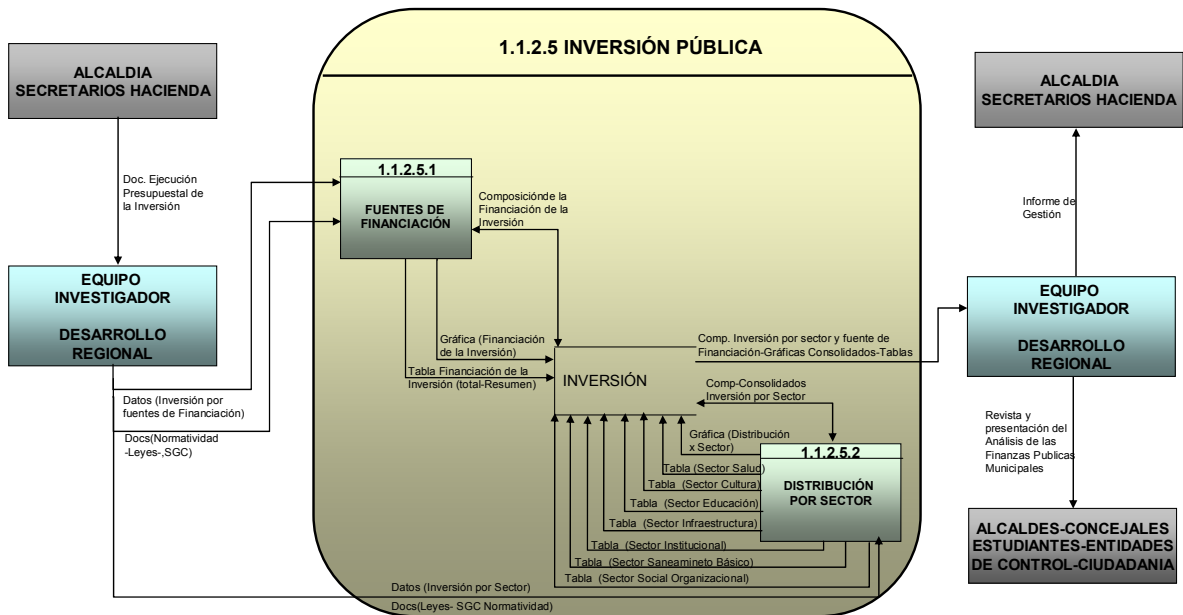 1.1.2.5 INVERSIÓN PÚBLICA
ALCALDIA
SECRETARIOS HACIENDA
Doc. Ejecución
Presupuestal de
la Inversión
EQUIPO
INVESTIGADOR
DESARROLLO
REGIONAL
Datos (Inversión por
fuentes de Financiación)
Docs(Normatividad
-Leyes-,SGC)
1.1.2.5.1
FUENTES DE
FINANCIACIÓN
Composiciónde la
Financiación de la
Inversión
Gráfica (Financiación
de la Inversión)
Tabla Financiación de la
Inversión (total-Resumen)
INVERSIÓN
Comp. Inversión por sector y fuente de
Financiación-Gráficas Consolidados-Tablas
Comp-Consolidados
Inversión por Sector
Gráfica (Distribución
x Sector)
Tabla (Sector Salud)
Tabla (Sector Cultura)
Tabla (Sector Educación)
Tabla (Sector Infraestructura)
Tabla (Sector Institucional)
Tabla (Sector Saneamineto Básico)
Tabla (Sector Social Organizacional)
1.1.2.5.2
DISTRIBUCIÓN
POR SECTOR
Datos (Inversión por Sector)
Docs(Leyes- SGC Normatividad)
ALCALDIA
SECRETARIOS HACIENDA
Informe de
Gestión
EQUIPO
INVESTIGADOR
DESARROLLO
REGIONAL
Revista y
presentación del
Análisis de las
Finanzas Publicas
Municipales
ALCALDES-CONCEJALES
ESTUDIANTES-ENTIDADES
DE CONTROL-CIUDADANIA